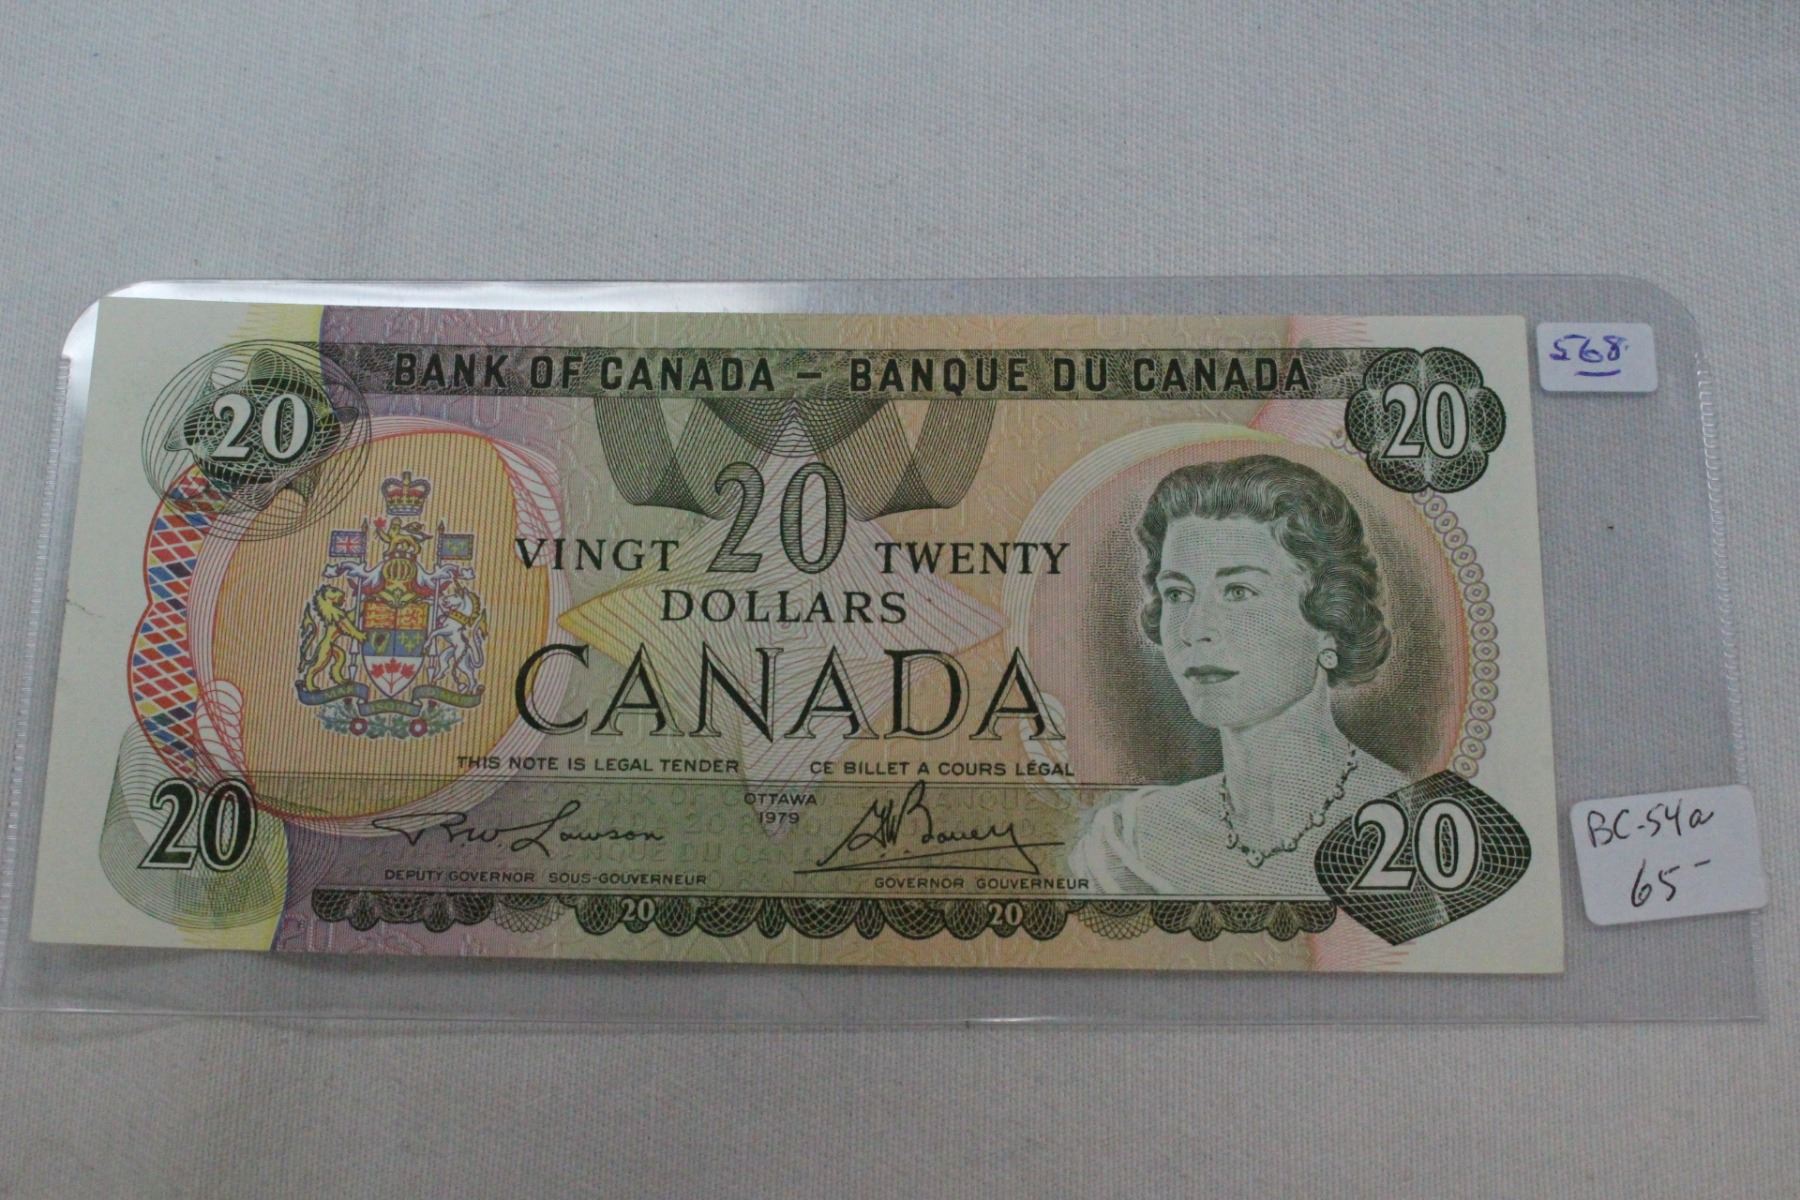 BANK OF CANADA – BANQUE DU CANADA
20
20
20
VINGT TWENTY
DOLLARS
CANADA
THIS NOTE IS LEGAL TENDER CE BILLET A COURS LÉGAL
OTTAWA
1979
R.W. Lawson
G.K. Bouey
DEPUTY GOVERNOR SOUS-GOUVERNEUR
GOVERNOR GOUVERNEUR
20
20
20
20
568
BC-54a
65-